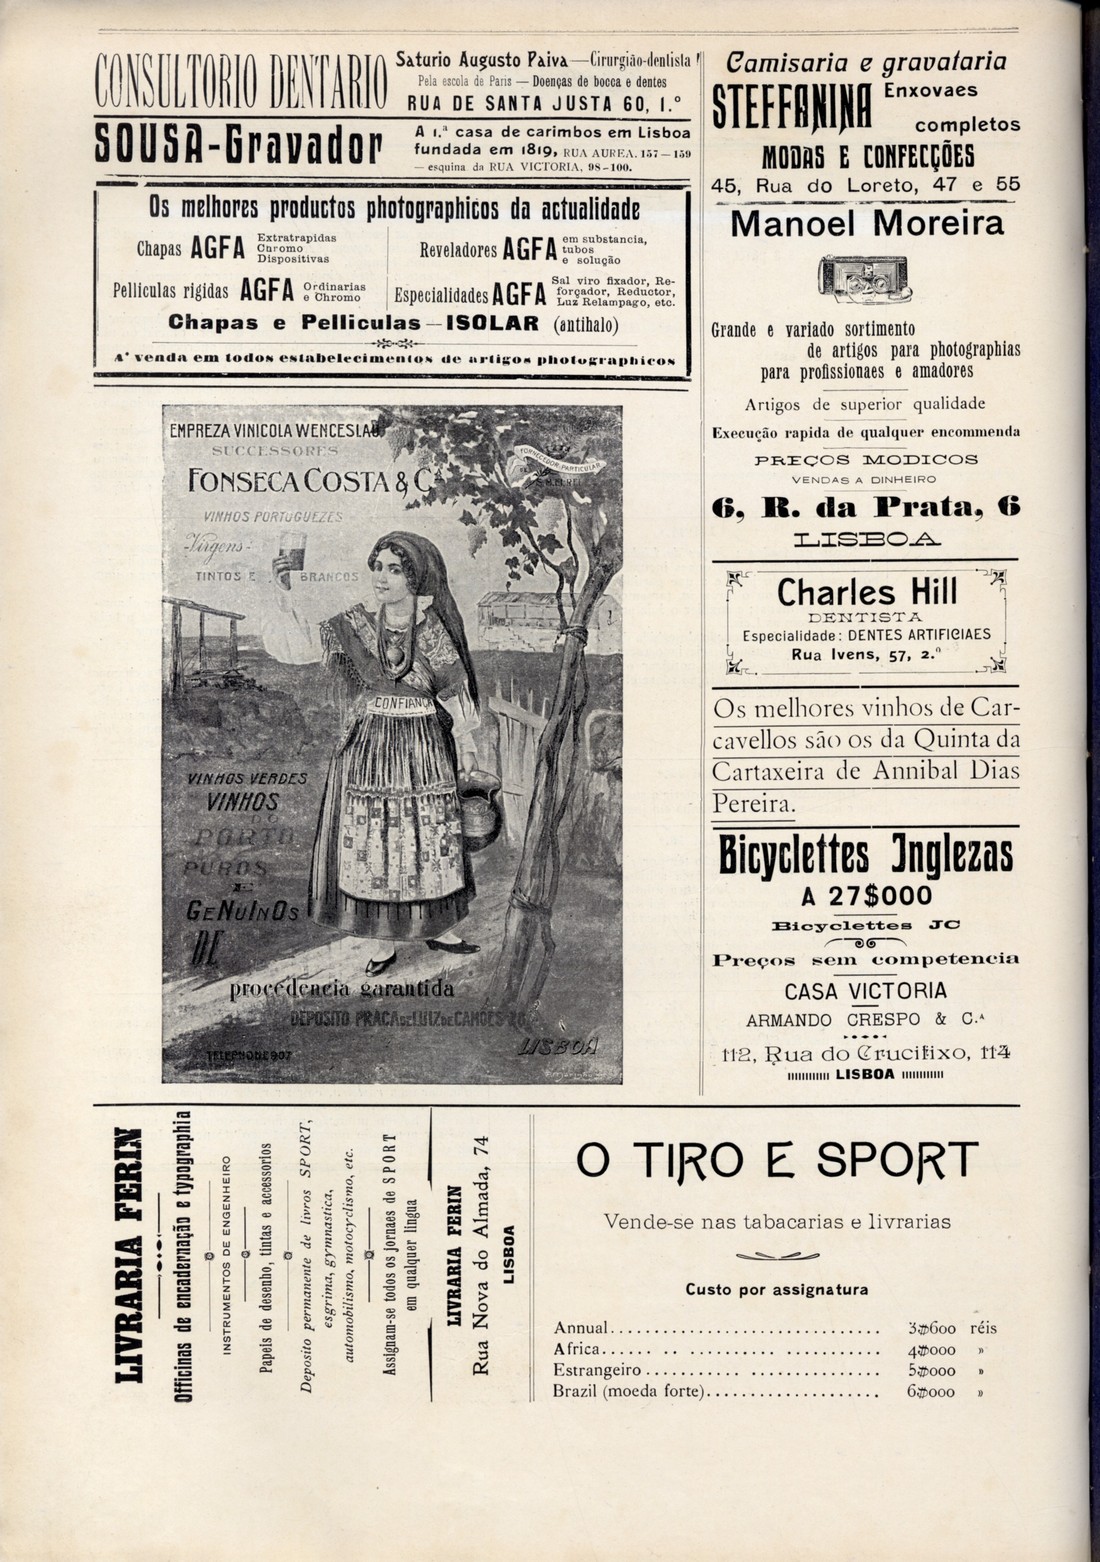 CONSULTORIO DENTARIO
Saturio Augusto Paiva—Cirurgião-dentista
Pela escola de Paris — Doenças de bocca e dentes
RUA DE SANTA JUSTA 60, 1.º
SOUSA-Gravador
A 1.ª casa de carimbos em Lisboa
fundada em 1819, RUA AUREA. 157—159
— esquina da RUA VICTORIA, 98-100.
Os melhores productos photographicos da actualidade
Chapas AGFA Extratrapidas
Chromo
Dispositivas
Reveladores AGFA em substancia,
tubos
e solução
Pelliculas rigidas AGFA Ordinarias
e Chromo
Especialidades AGFA Sal viro fixador, Re-
forçador, Reductor,
Luz Relampago, etc.
Chapas e Pelliculas — ISOLAR (antihalo)
A' venda em todos estabelecimentos de artigos photographicos
EMPREZA VINICOLA WENCESLAU
SUCCESSORES
FONSECA COSTA & Cª
FORNECEDOR PARTICULAR
VINHOS PORTUGUEZES
-Virgens-
TINTOS E BRANCOS
CONFIANÇA
VINHOS VERDES
VINHOS
DO
PORTO
PUROS
E
GENUINOS
DE
procedencia garantida
DEPOSITO PRAÇA DE LUIZ DE CAMÕES
LISBOA
TELEPHONE 907
Camisaria e gravataria
STEFFANINA Enxovaes
completos
MODAS E CONFECÇÕES
45, Rua do Loreto, 47 e 55
Manoel Moreira
Grande e variado sortimento
de artigos para photographias
para profissionaes e amadores
Artigos de superior qualidade
Execução rapida de qualquer encommenda
PREÇOS MODICOS
VENDAS A DINHEIRO
6, R. da Prata, 6
LISBOA
Charles Hill
DENTISTA
Especialidade: DENTES ARTIFICIAES
Rua Ivens, 57, 2.º
Os melhores vinhos de Car-
cavellos são os da Quinta da
Cartaxeira de Annibal Dias
Pereira.
Bicyclettes Inglezas
A 27$000
Bicyclettes JC
Preços sem competencia
CASA VICTORIA
ARMANDO CRESPO & C.ª
112, Rua do Crucifixo, 114
LISBOA
LIVRARIA FERIN
Officinas de encadernação e typographia
INSTRUMENTOS DE ENGENHEIRO
Papeis de desenho, tintas e accessorios
Deposito permanente de livros SPORT,
esgrima, gymnastica,
automobilismo, motocyclismo, etc.
Assignam-se todos os jornaes de SPORT
em qualquer lingua
LIVRARIA FERIN
Rua Nova do Almada, 74
LISBOA
O TIRO E SPORT
Vende-se nas tabacarias e livrarias
Custo por assignatura
Annual................................ 3$600 réis
Africa...... .. ......... ........... 4$000 »
Estrangeiro ........... ............. 5$000 »
Brazil (moeda forte).................... 6$000 »